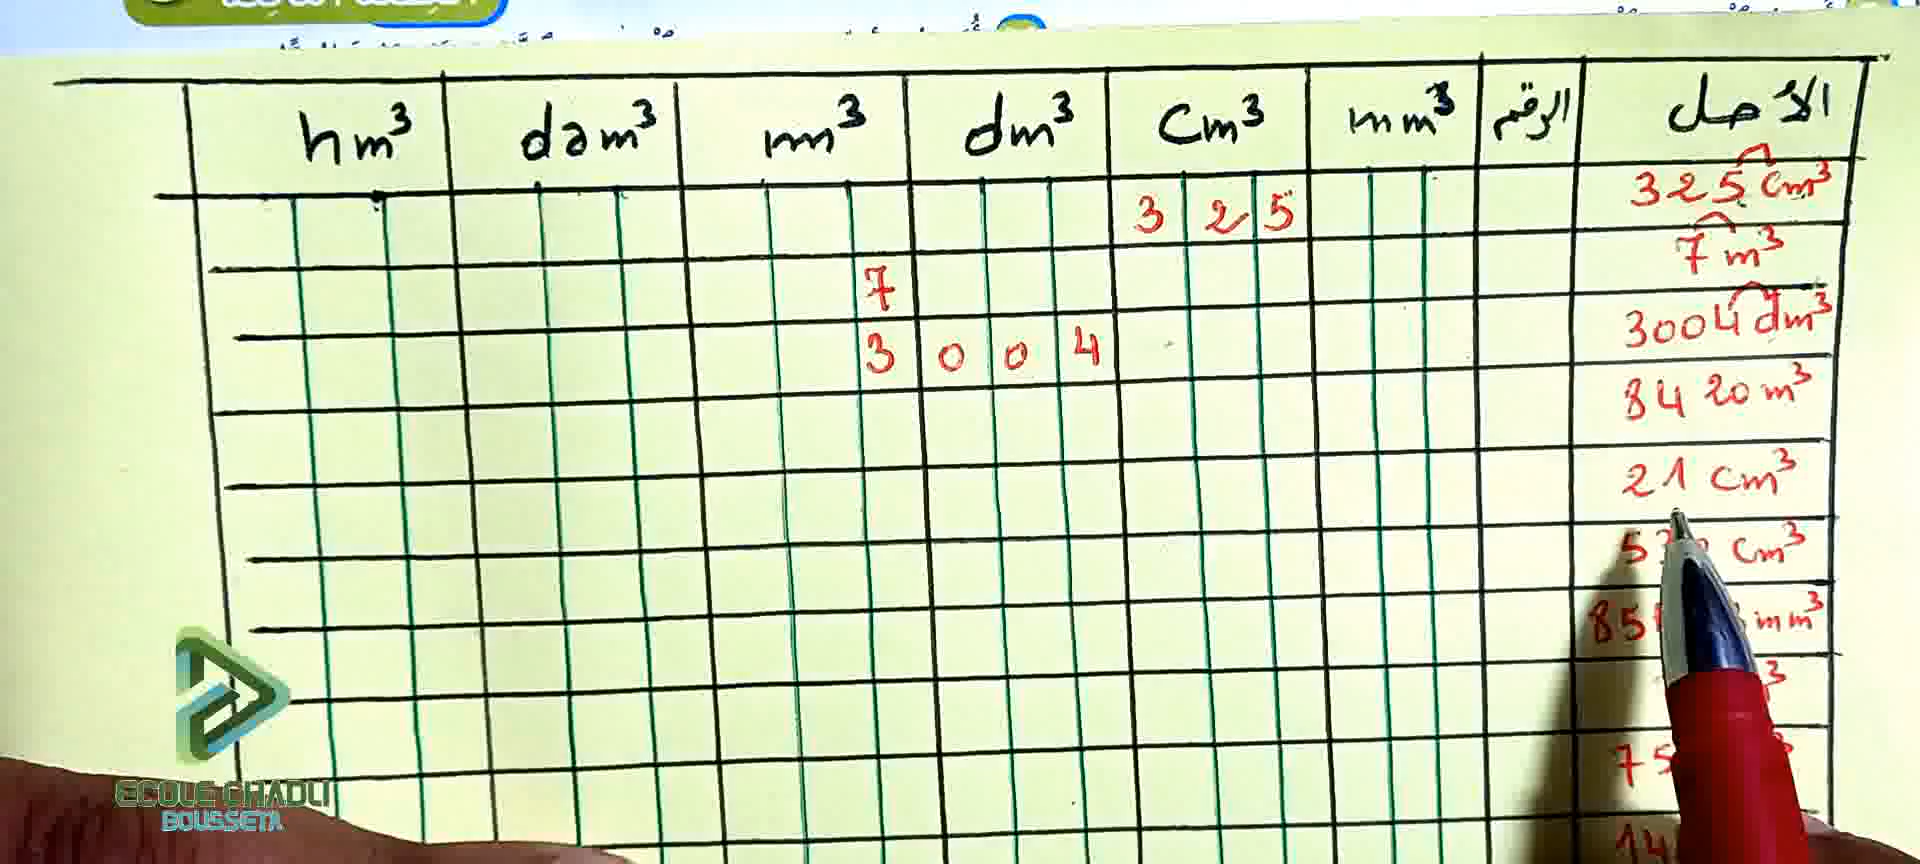 hm³ dam³ m³ dm³ cm³ mm³ الرقم الأصل
3 2 5 325 cm³
7 7 m³
3 0 0 4 3004 dm³
8420 m³
21 cm³
cm³
mm³
ECOLE CHADLI
BOUSSETA